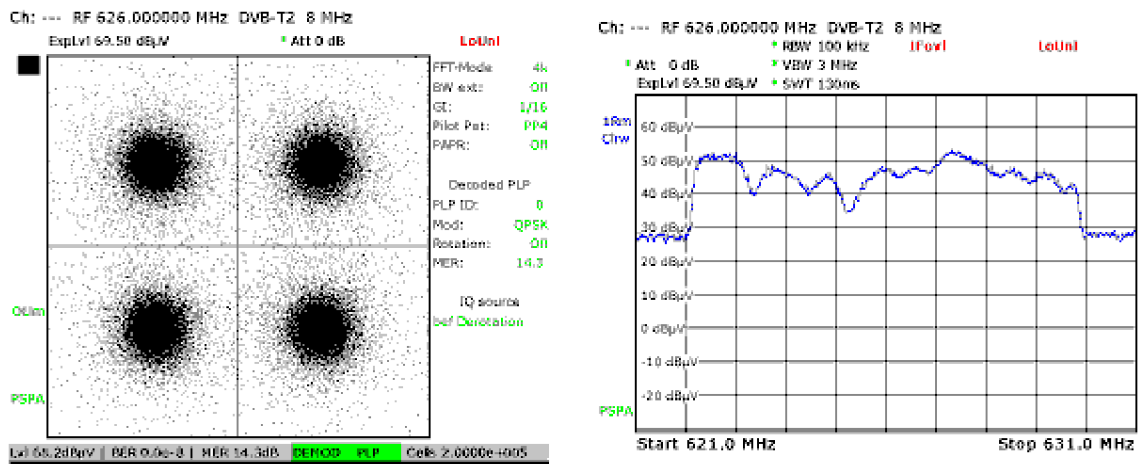 Ch: --- RF 626.000000 MHz DVB-T2 8 MHz
ExpLvl 69.50 dBµV * Att 0 dB LoUnl
FFT-Mode 4k
BW ext: Off
GI: 1/16
Pilot Pat: PP4
PAPR: Off
Decoded PLP
PLP ID: 0
Mod: QPSK
Rotation: Off
MER: 14.3
IQ source
bef Derotation
PSPA
Lvl 68.2dBµV | BER 0.0e-8 | MER 14.3dB DEMOD PLP Cells 2.0000e+005
Ch: --- RF 626.000000 MHz DVB-T2 8 MHz
* RBW 100 kHz IFovl LoUnl
* Att 0 dB * VBW 3 MHz
ExpLvl 69.50 dBµV * SWT 130ms
1Rm
Clrw
60 dBµV
50 dBµV
40 dBµV
30 dBµV
20 dBµV
10 dBµV
0 dBµV
-10 dBµV
-20 dBµV
PSPA
Start 621.0 MHz Stop 631.0 MHz